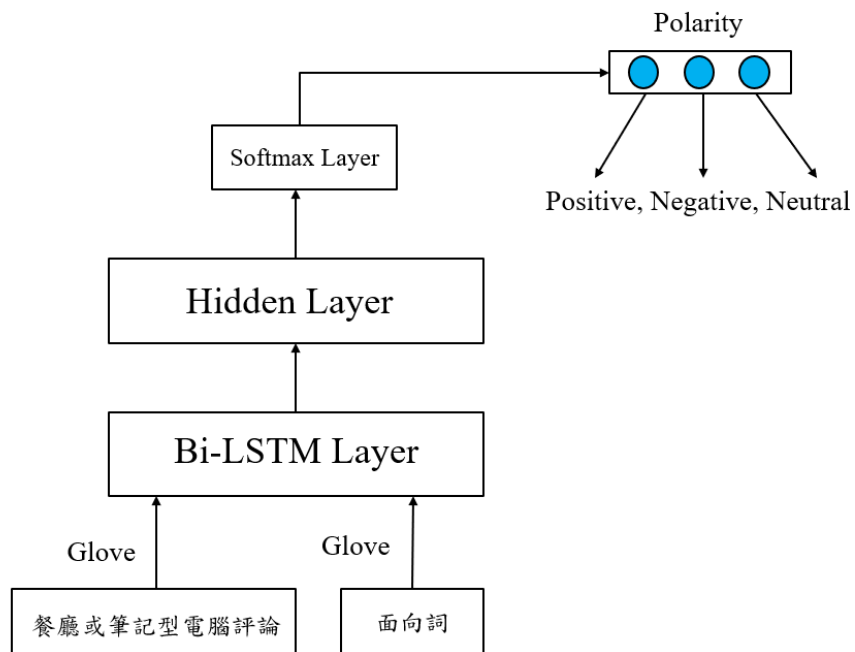 Polarity
Softmax Layer
Positive, Negative, Neutral
Hidden Layer
Bi-LSTM Layer
Glove
Glove
餐廳或筆記型電腦評論
面向詞